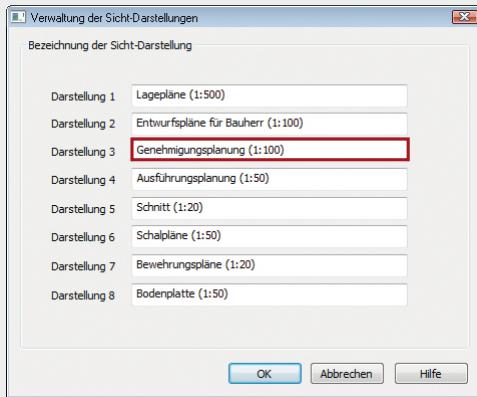 Verwaltung der Sicht-Darstellungen
Bezeichnung der Sicht-Darstellung
Darstellung 1 Lagepläne (1:500)
Darstellung 2 Entwurfspläne für Bauherr (1:100)
Darstellung 3 Genehmigungsplanung (1:100)
Darstellung 4 Ausführungsplanung (1:50)
Darstellung 5 Schnitt (1:20)
Darstellung 6 Schalpläne (1:50)
Darstellung 7 Bewehrungspläne (1:20)
Darstellung 8 Bodenplatte (1:50)
OK Abbrechen Hilfe